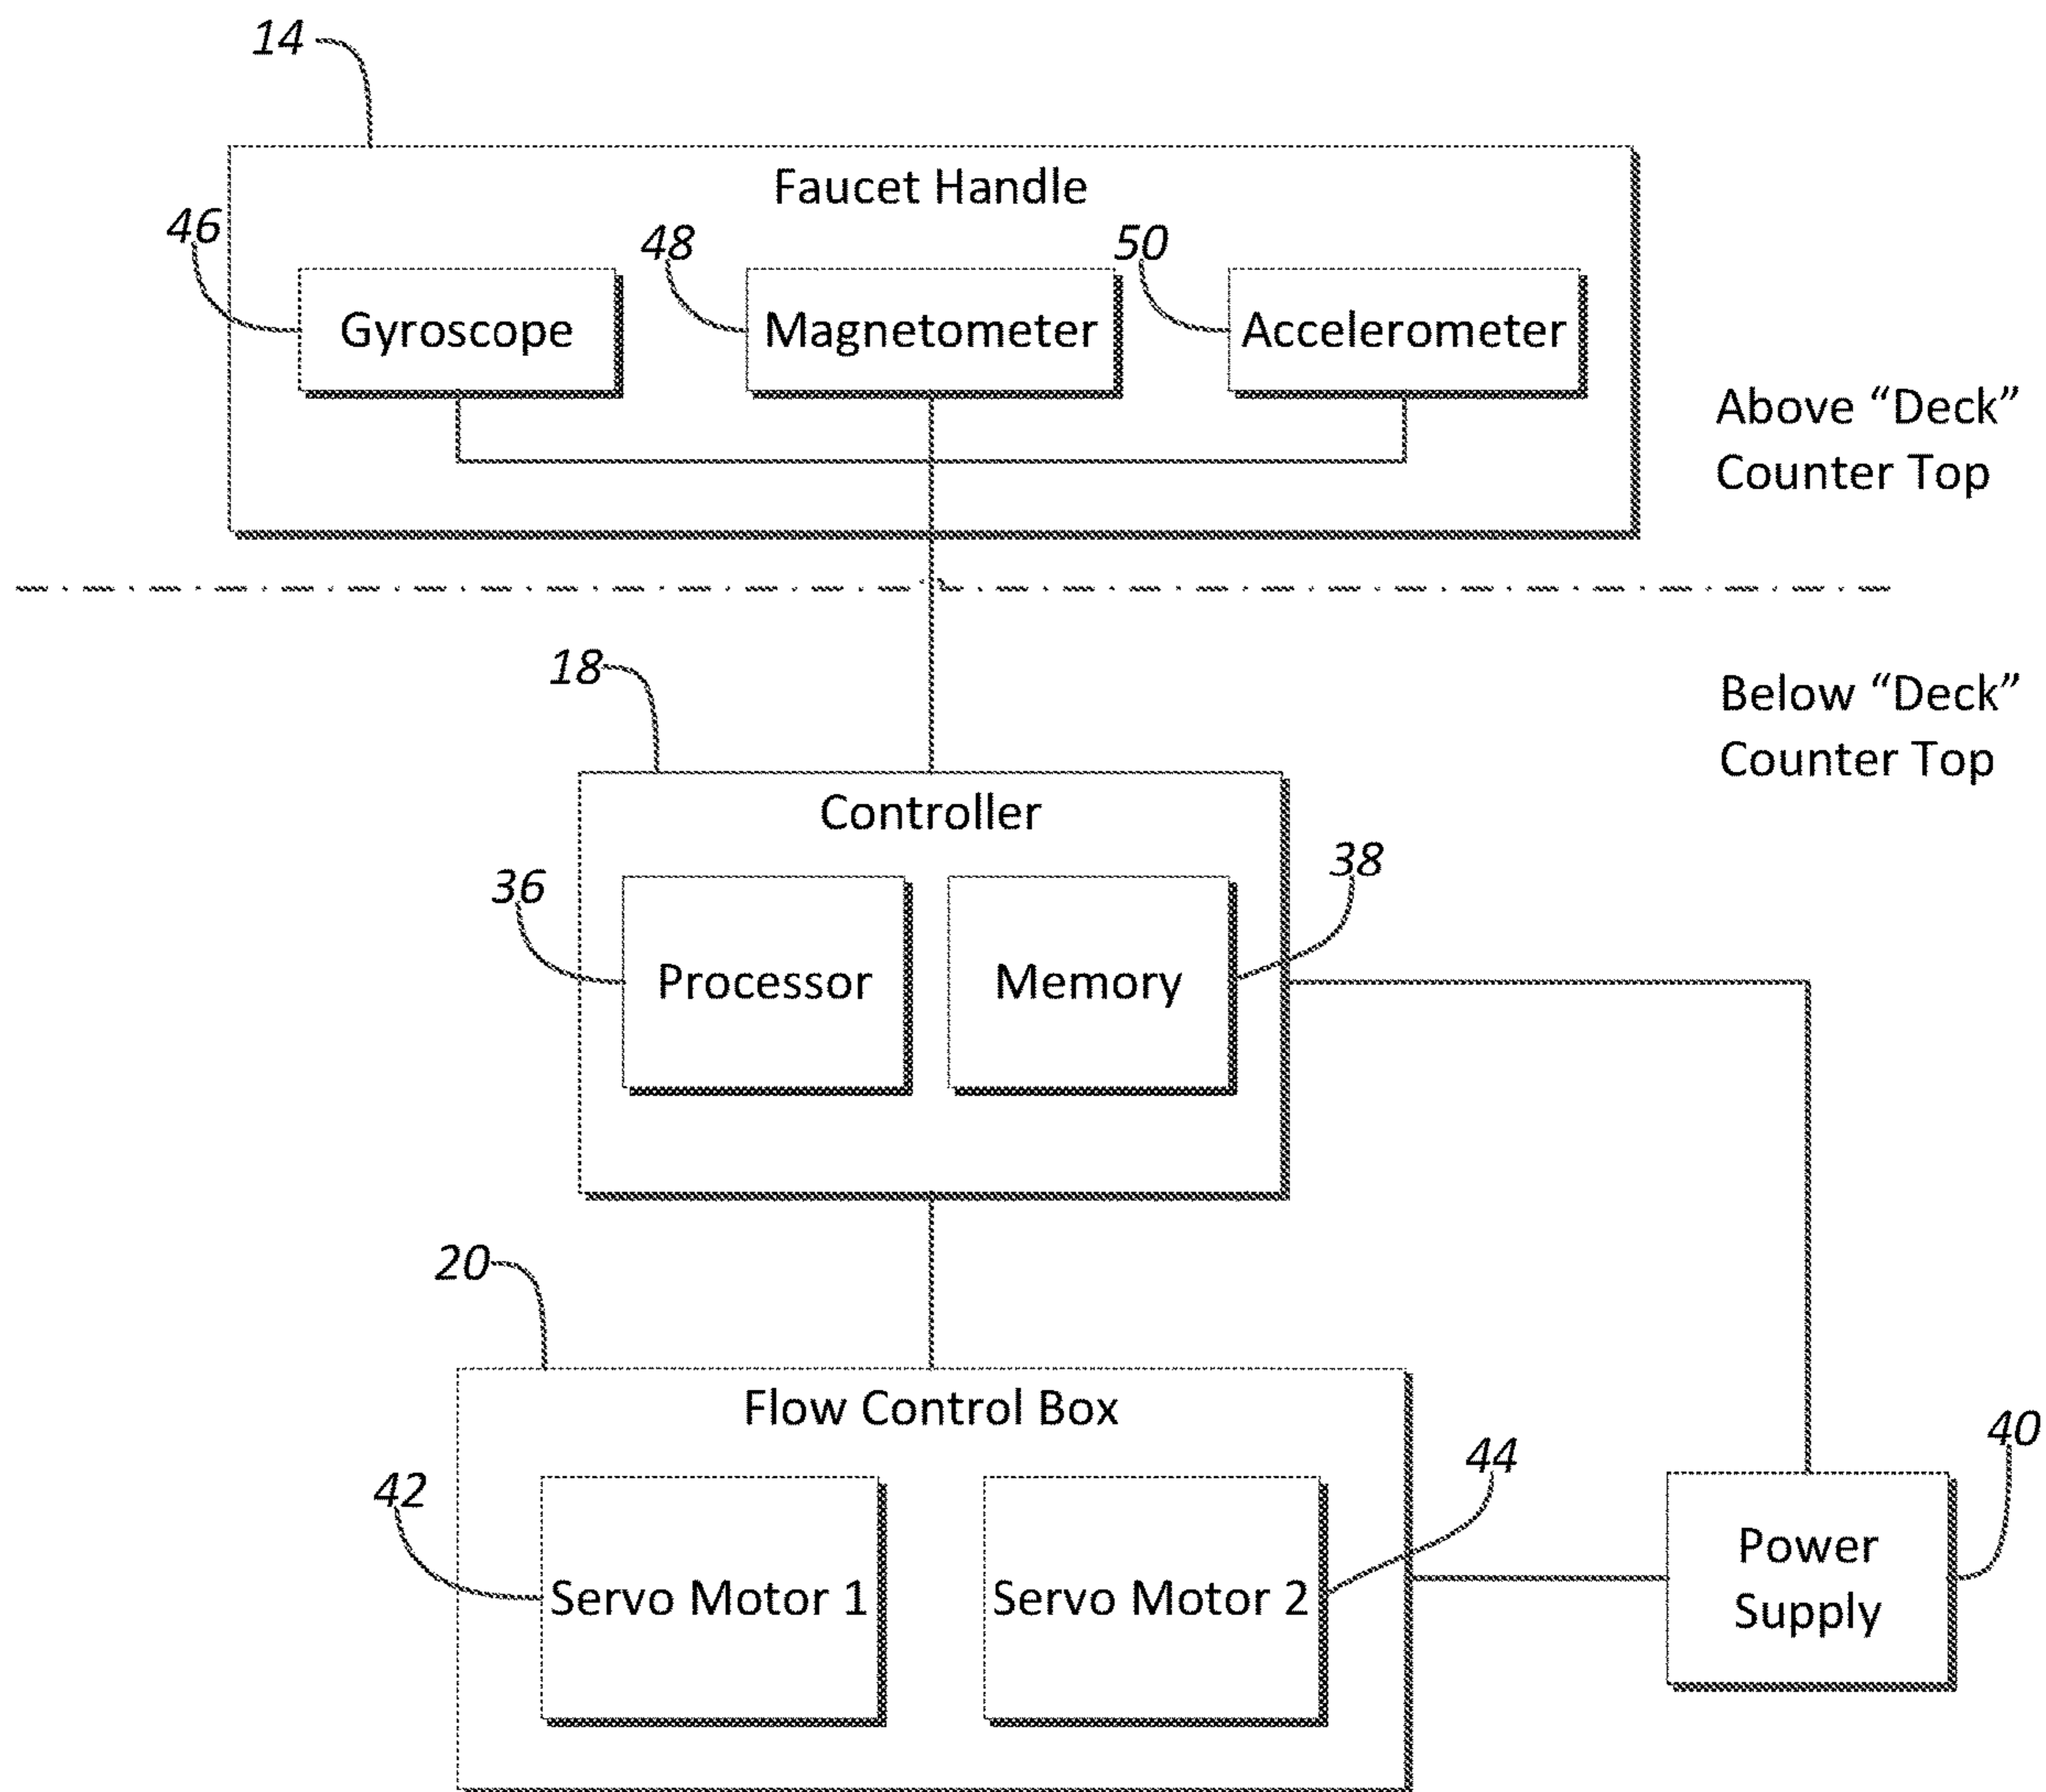 14
Faucet Handle
46
48
50
Gyroscope
Magnetometer
Accelerometer
Above “Deck”
Counter Top
18
Below “Deck”
Counter Top
Controller
36
38
Processor
Memory
20
Flow Control Box
42
44
40
Servo Motor 1
Servo Motor 2
Power
Supply